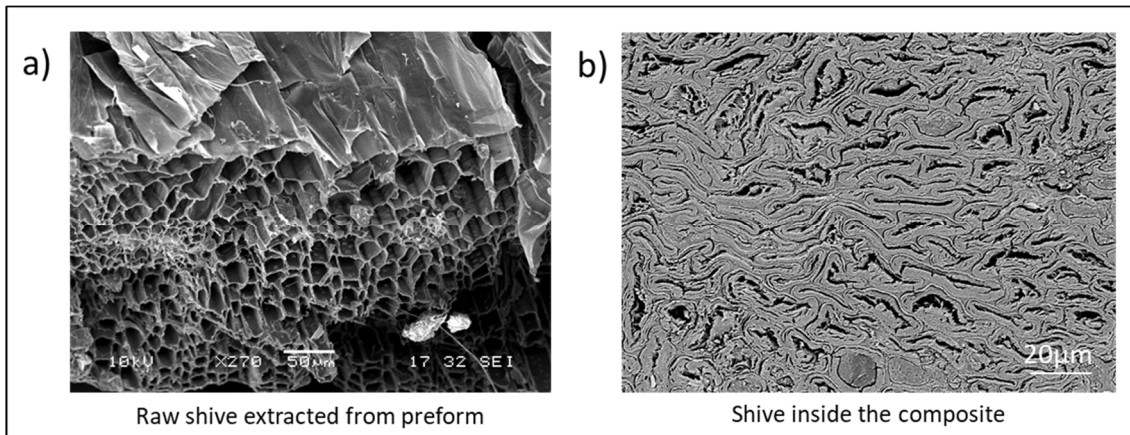 a)
b)
10kV X270 50µm 17 32 SEI
20µm
Raw shive extracted from preform
Shive inside the composite